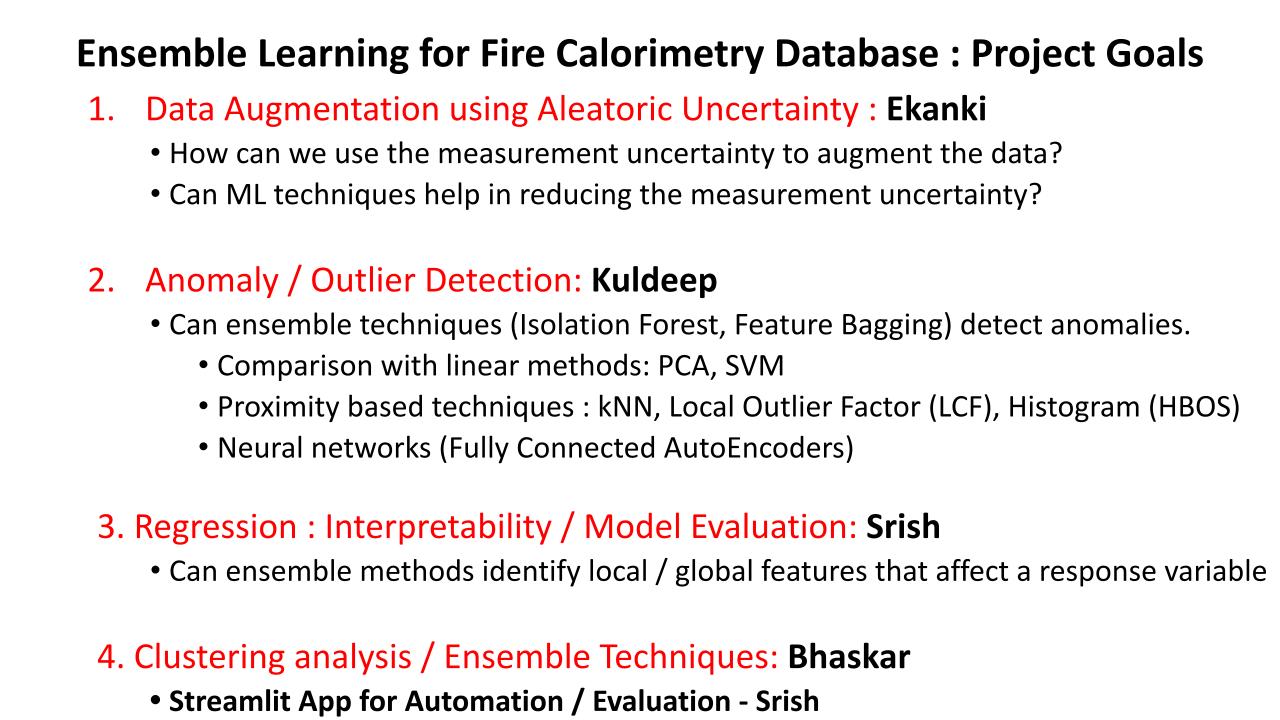 Ensemble Learning for Fire Calorimetry Database : Project Goals
1. Data Augmentation using Aleatoric Uncertainty : Ekanki
• How can we use the measurement uncertainty to augment the data?
• Can ML techniques help in reducing the measurement uncertainty?
2. Anomaly / Outlier Detection: Kuldeep
• Can ensemble techniques (Isolation Forest, Feature Bagging) detect anomalies.
• Comparison with linear methods: PCA, SVM
• Proximity based techniques : kNN, Local Outlier Factor (LCF), Histogram (HBOS)
• Neural networks (Fully Connected AutoEncoders)
3. Regression : Interpretability / Model Evaluation: Srish
• Can ensemble methods identify local / global features that affect a response variable
4. Clustering analysis / Ensemble Techniques: Bhaskar
• Streamlit App for Automation / Evaluation - Srish